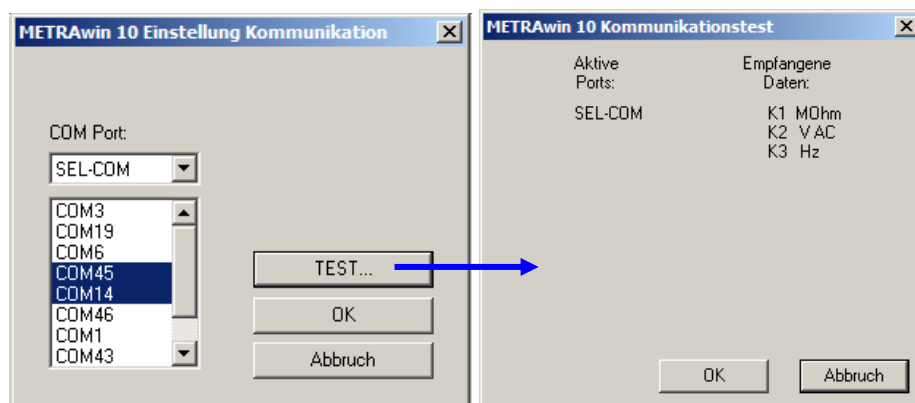 METRAwin 10 Einstellung Kommunikation
COM Port:
SEL-COM
COM3
COM19
COM6
COM45
COM14
COM46
COM1
COM43
TEST...
OK
Abbruch
METRAwin 10 Kommunikationstest
Aktive
Ports:
Empfangene
Daten:
SEL-COM
K1 MOhm
K2 V AC
K3 Hz
OK
Abbruch